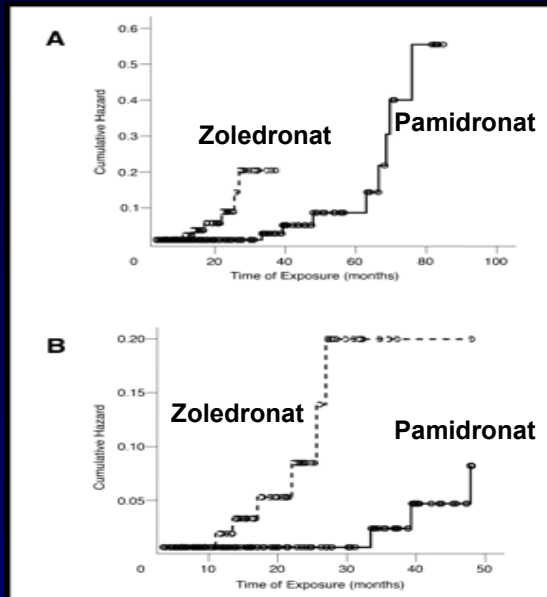 A
0.6
0.5
0.4
0.3
0.2
0.1
Cumulative Hazard
Zoledronat
Pamidronat
0 20 40 60 80 100
Time of Exposure (months)
B
0.20
0.15
0.10
0.05
Cumulative Hazard
Zoledronat
Pamidronat
0 10 20 30 40 50
Time of Exposure (months)